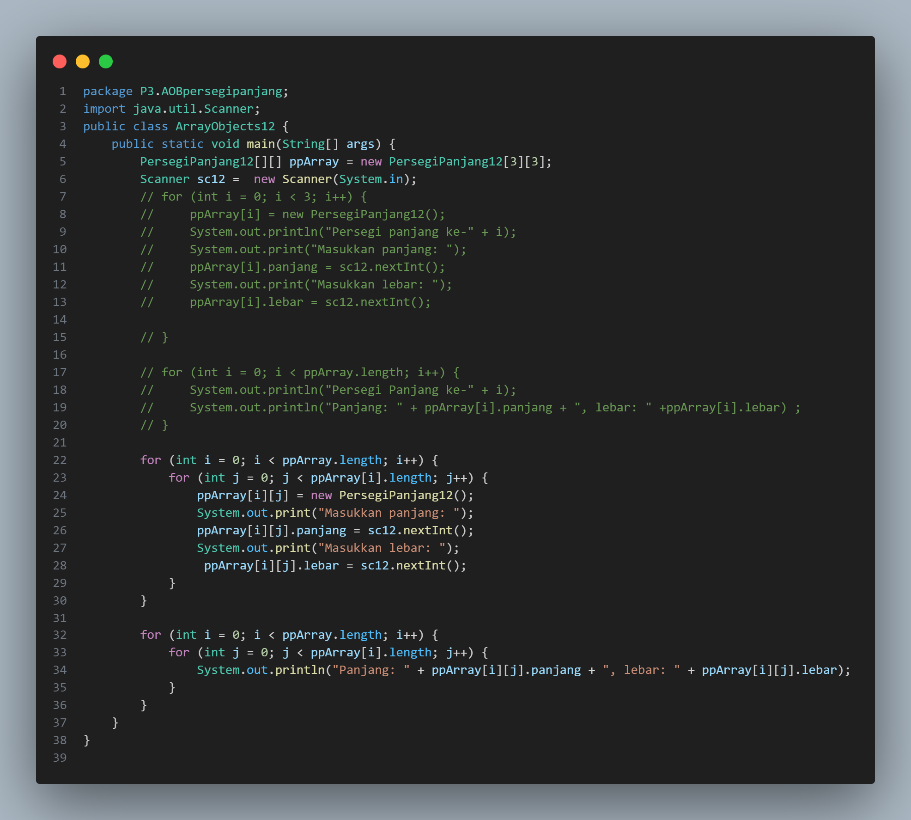 1 package P3.AOBpersegipanjang;
2 import java.util.Scanner;
3 public class ArrayObjects12 {
4     public static void main(String[] args) {
5         PersegiPanjang12[][] ppArray = new PersegiPanjang12[3][3];
6         Scanner sc12 =  new Scanner(System.in);
7         // for (int i = 0; i < 3; i++) {
8         //     ppArray[i] = new PersegiPanjang12();
9         //     System.out.println("Persegi panjang ke-" + i);
10         //     System.out.print("Masukkan panjang: ");
11         //     ppArray[i].panjang = sc12.nextInt();
12         //     System.out.print("Masukkan lebar: ");
13         //     ppArray[i].lebar = sc12.nextInt();
14
15         // }
16
17         // for (int i = 0; i < ppArray.length; i++) {
18         //     System.out.println("Persegi Panjang ke-" + i);
19         //     System.out.println("Panjang: " + ppArray[i].panjang + ", lebar: " +ppArray[i].lebar) ;
20         // }
21
22         for (int i = 0; i < ppArray.length; i++) {
23             for (int j = 0; j < ppArray[i].length; j++) {
24                 ppArray[i][j] = new PersegiPanjang12();
25                 System.out.print("Masukkan panjang: ");
26                 ppArray[i][j].panjang = sc12.nextInt();
27                 System.out.print("Masukkan lebar: ");
28                  ppArray[i][j].lebar = sc12.nextInt();
29             }
30         }
31
32         for (int i = 0; i < ppArray.length; i++) {
33             for (int j = 0; j < ppArray[i].length; j++) {
34                 System.out.println("Panjang: " + ppArray[i][j].panjang + ", lebar: " + ppArray[i][j].lebar);
35             }
36         }
37     }
38 }
39